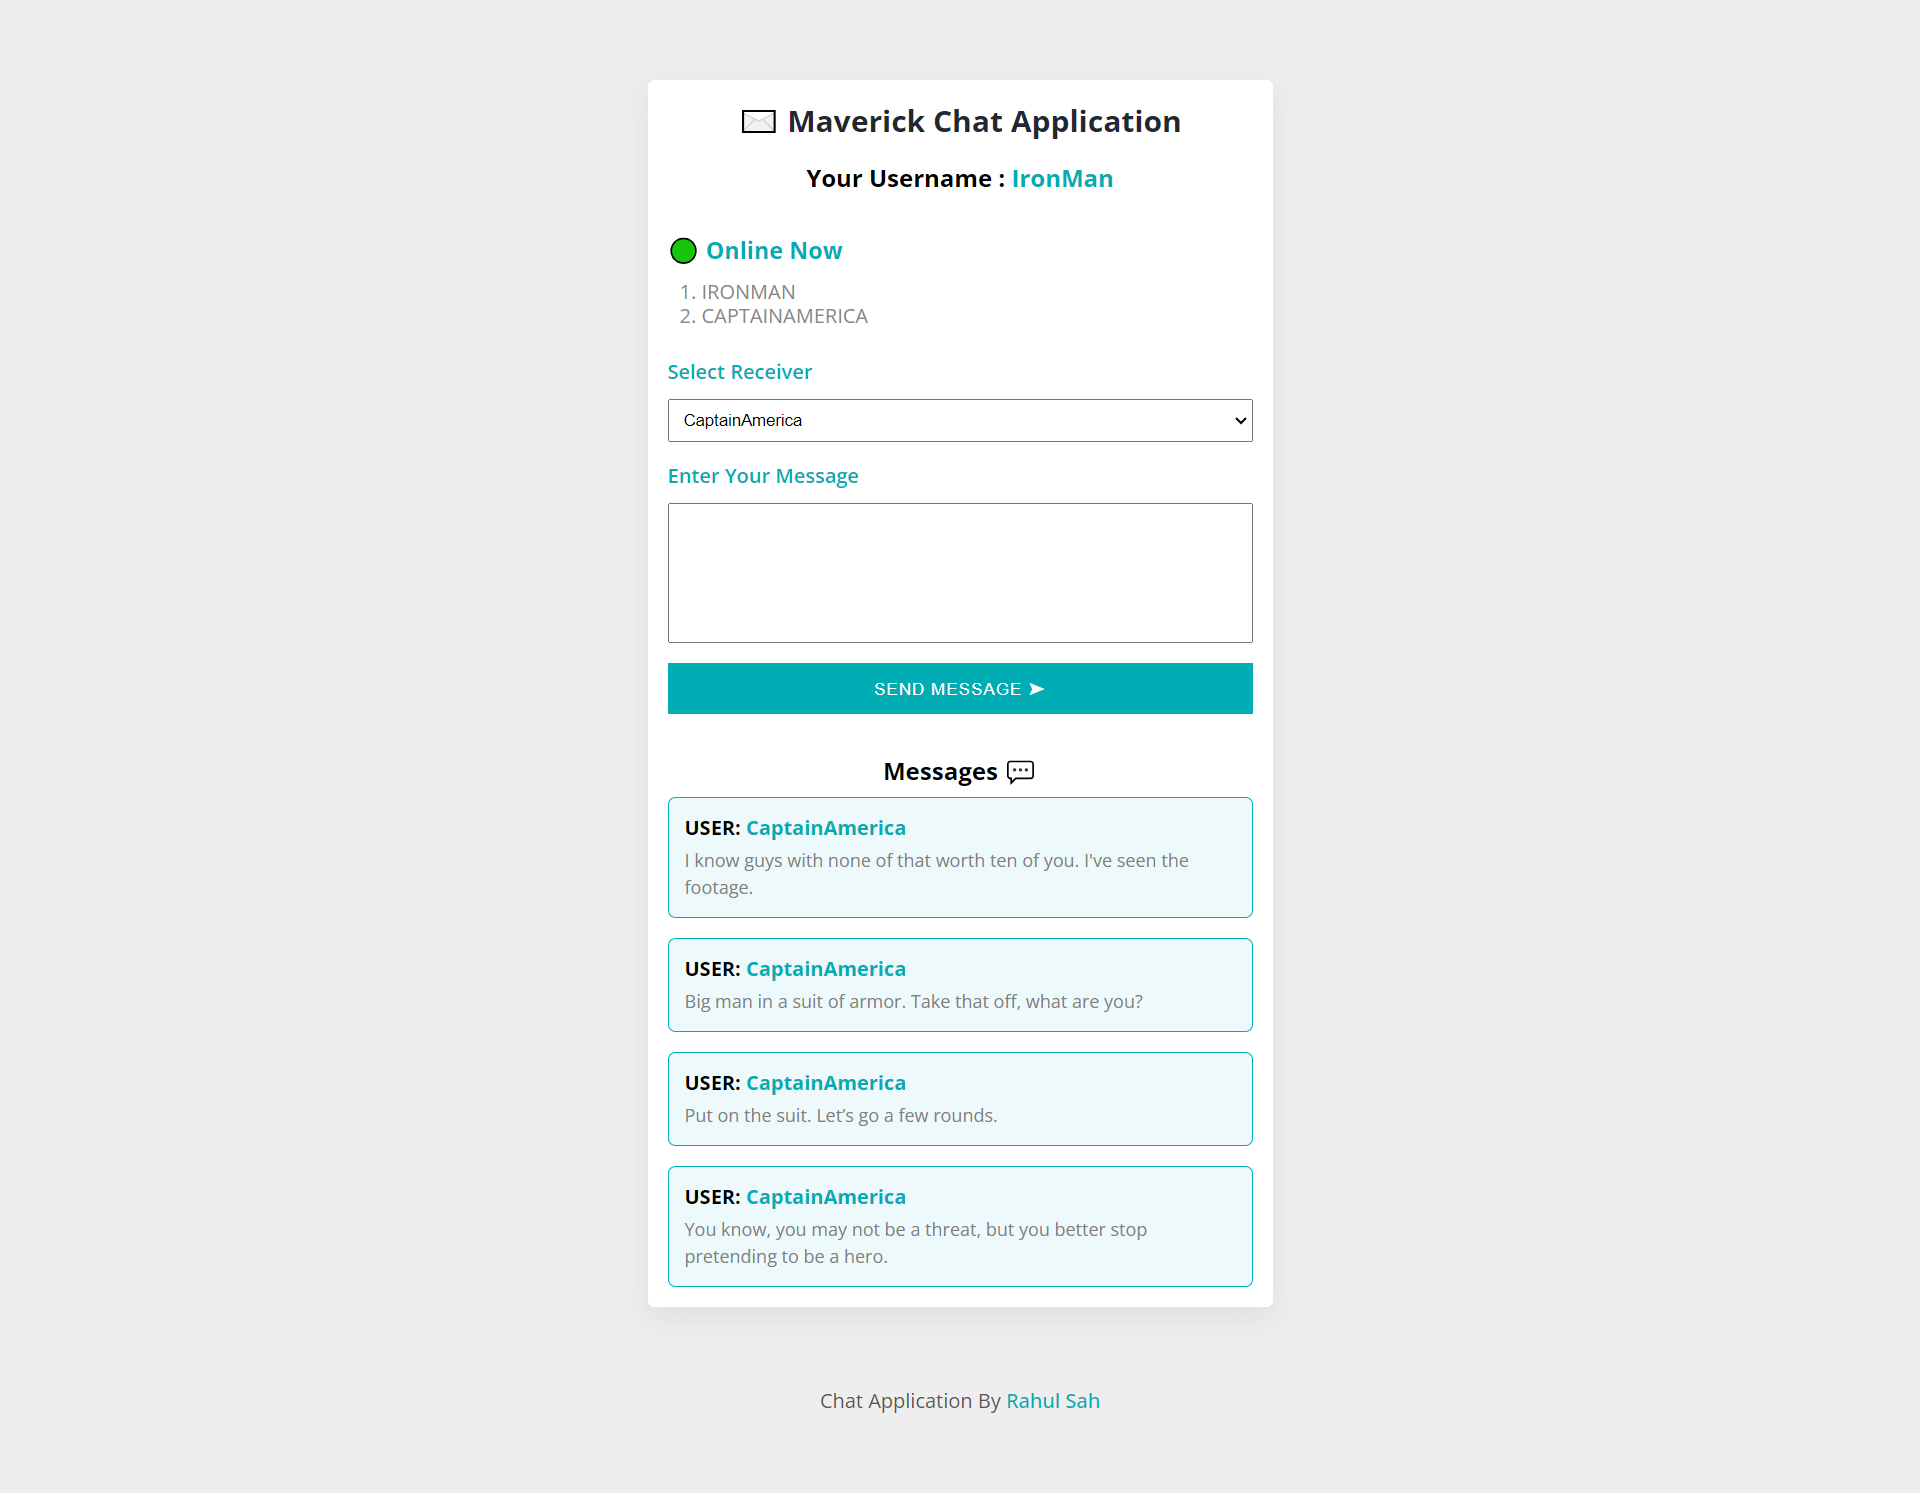 Maverick Chat Application
Your Username : IronMan
Online Now
1. IRONMAN
2. CAPTAINAMERICA
Select Receiver
CaptainAmerica
Enter Your Message
SEND MESSAGE ➤
Messages
USER: CaptainAmerica
I know guys with none of that worth ten of you. I've seen the
footage.
USER: CaptainAmerica
Big man in a suit of armor. Take that off, what are you?
USER: CaptainAmerica
Put on the suit. Let’s go a few rounds.
USER: CaptainAmerica
You know, you may not be a threat, but you better stop
pretending to be a hero.
Chat Application By Rahul Sah